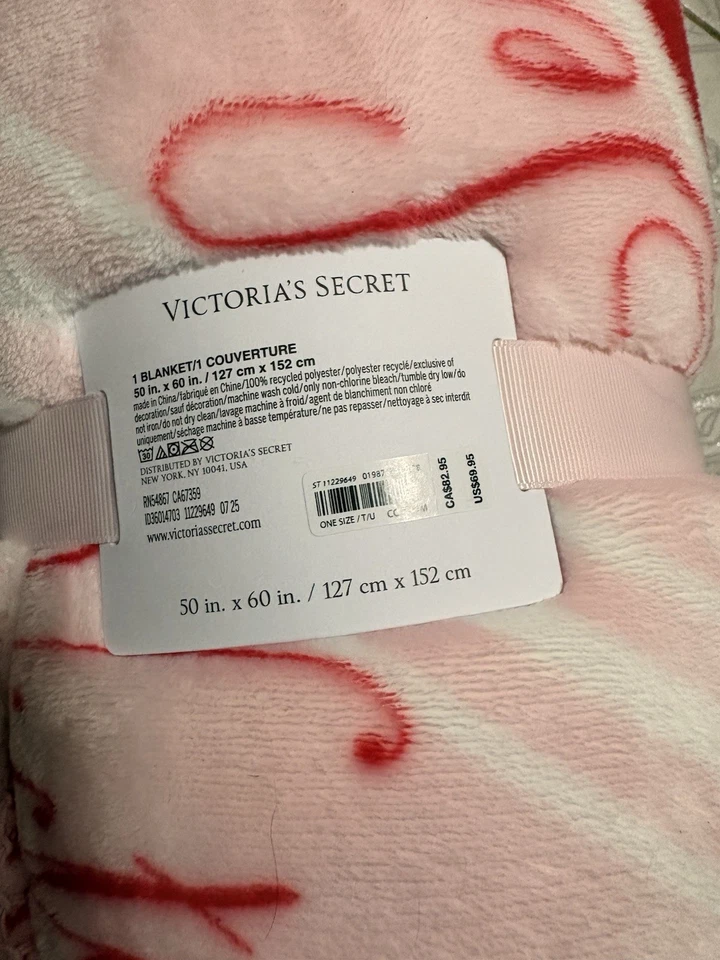 VICTORIA'S SECRET
1 BLANKET/1 COUVERTURE
50 in. x 60 in. / 127 cm x 152 cm
made in China/fabriqué en Chine/100% recycled polyester/polyester recyclé/exclusive of
decoration/sauf décoration/machine wash cold/only non-chlorine bleach/tumble dry low/do
not iron/do not dry clean/lavage machine à froid/agent de blanchiment non chloré
uniquement/séchage machine à basse température/ne pas repasser/nettoyage à sec interdit
30
DISTRIBUTED BY VICTORIA'S SECRET
NEW YORK, NY 10041, USA
RN54867 CA67359
ID36014703 11229649 07 25
www.victoriassecret.com
ST 11229649 01987
ONE SIZE / T/U
CA$82.95
US$69.95
50 in. x 60 in. / 127 cm x 152 cm